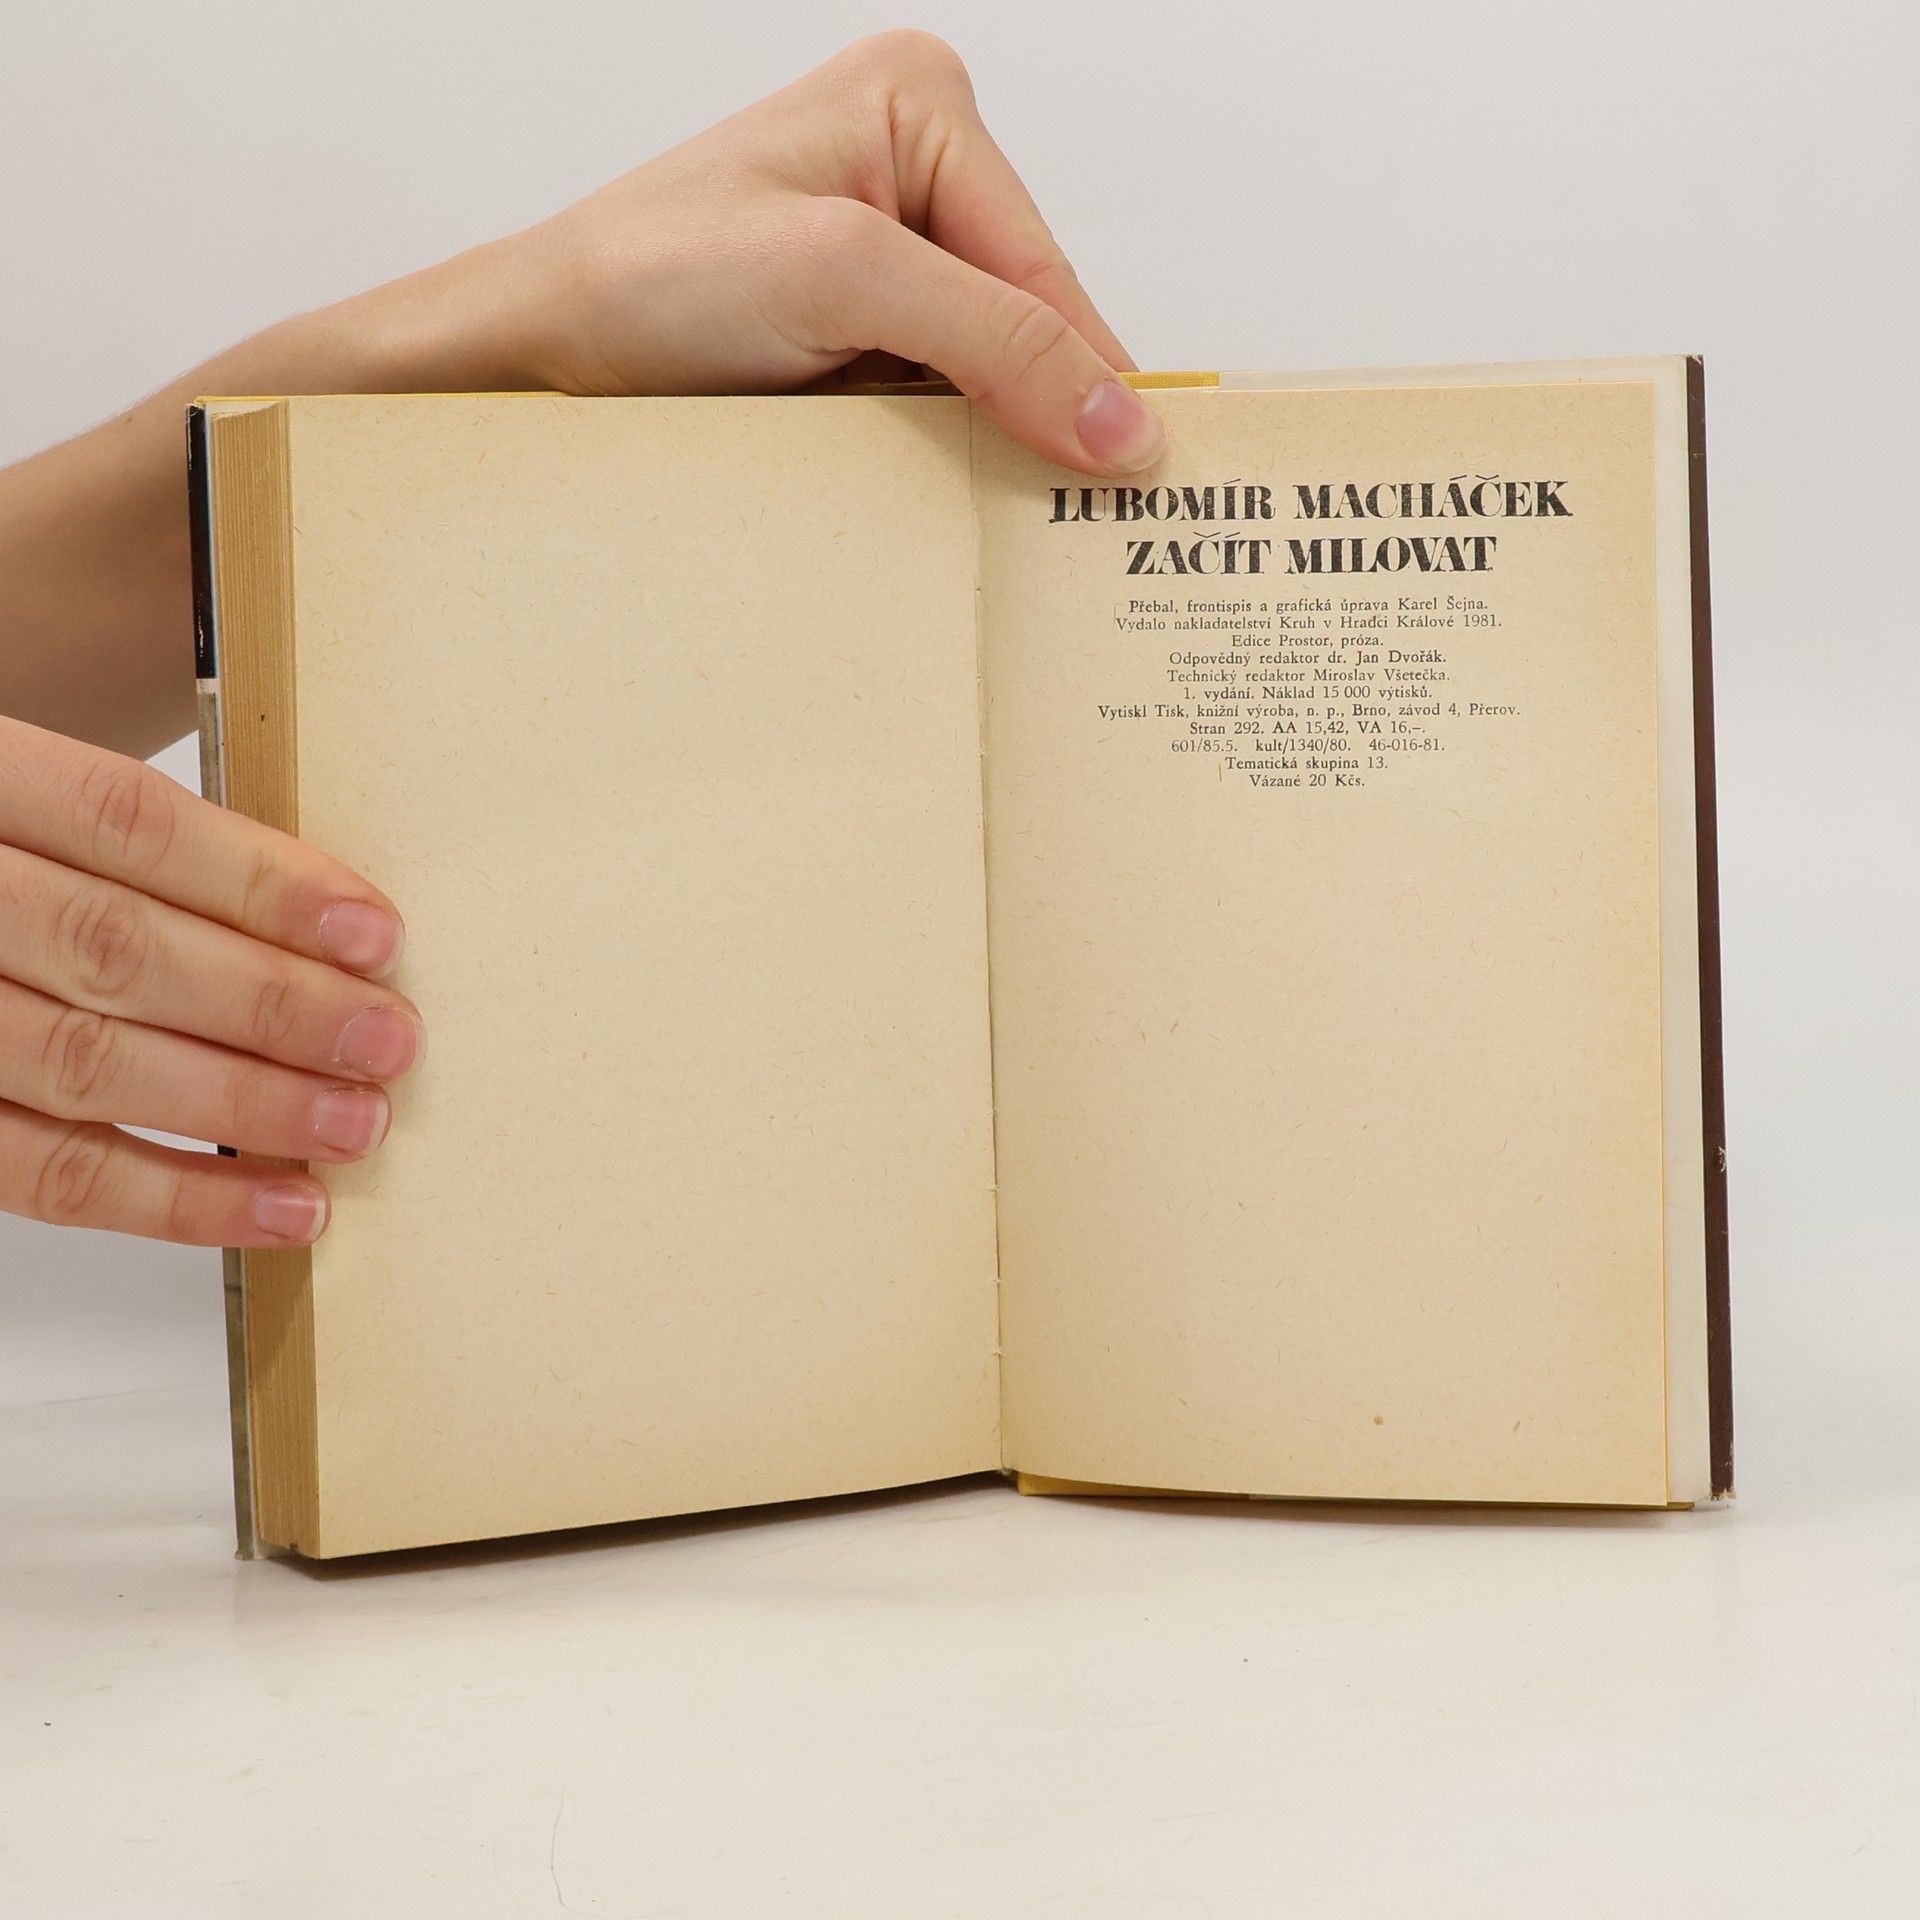 LUBOMÍR MACHÁČEK
ZAČÍT MILOVAT
Přebal, frontispis a grafická úprava Karel Šejna.
Vydalo nakladatelství Kruh v Hradci Králové 1981.
Edice Prostor, próza.
Odpovědný redaktor dr. Jan Dvořák.
Technický redaktor Miroslav Všetečka.
1. vydání. Náklad 15 000 výtisků.
Vytiskl Tisk, knižní výroba, n. p., Brno, závod 4, Přerov.
Stran 292. AA 15,42, VA 16,–.
601/85.5. kult/1340/80. 46-016-81.
Tematická skupina 13.
Vázané 20 Kčs.